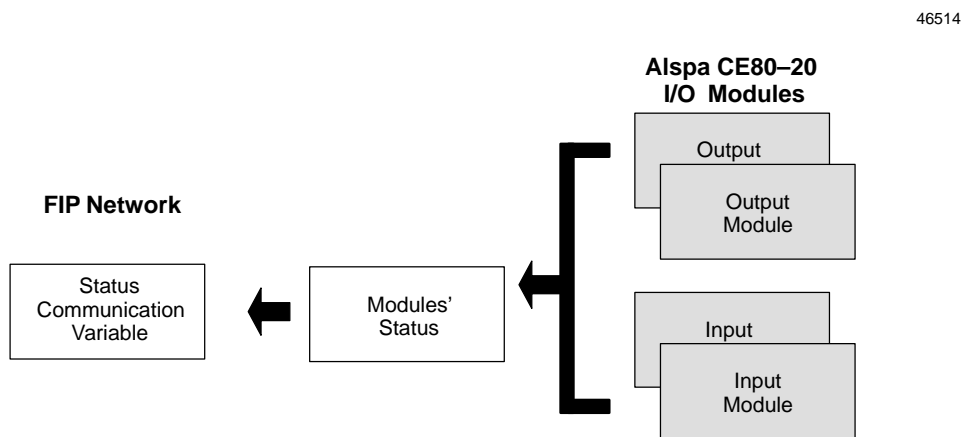 46514
Alspa CE80–20
I/O Modules
Output
Output
Module
FIP Network
Status
Communication
Variable
Modules’
Status
Input
Input
Module